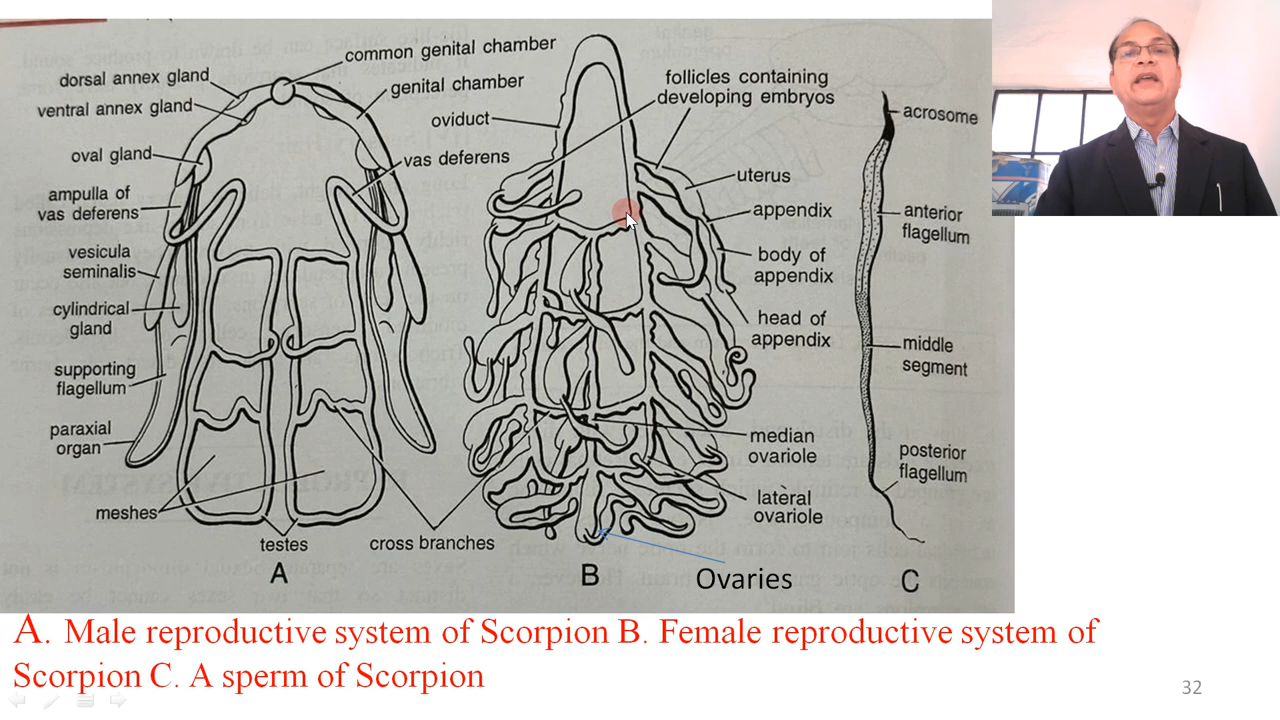 common genital chamber
dorsal annex gland
genital chamber
ventral annex gland
oval gland
vas deferens
ampulla of
vas deferens
vesicula
seminalis
cylindrical
gland
supporting
flagellum
paraxial
organ
meshes
testes
cross branches
A
follicles containing
developing embryos
oviduct
uterus
appendix
body of
appendix
head of
appendix
median
ovariole
lateral
ovariole
Ovaries
B
acrosome
anterior
flagellum
middle
segment
posterior
flagellum
C
A. Male reproductive system of Scorpion B. Female reproductive system of
Scorpion C. A sperm of Scorpion
32